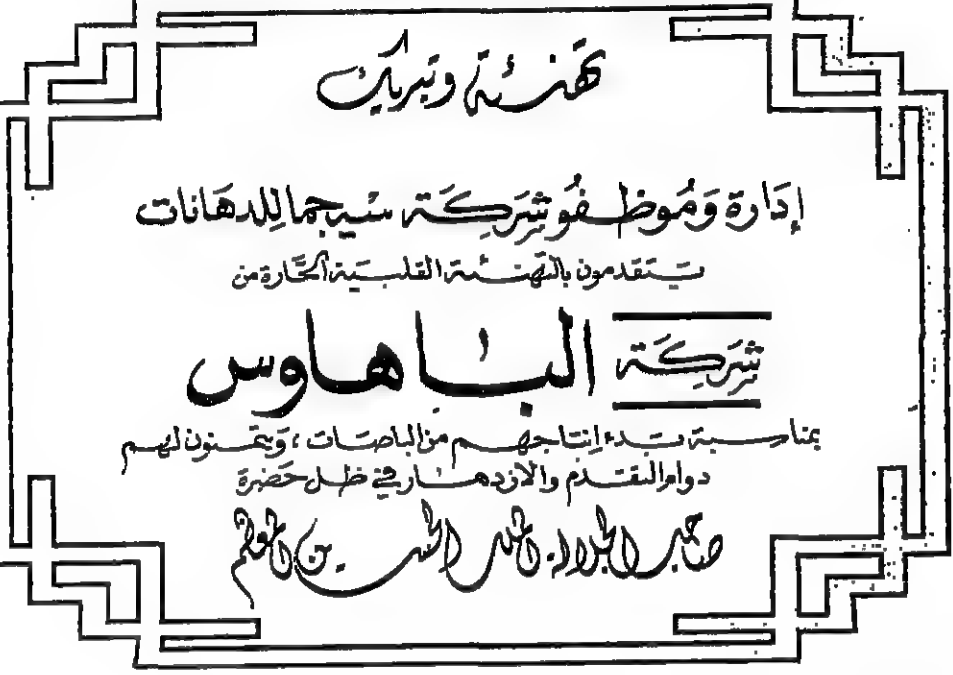 تهنئة وتبريك
إدارة وموظفو شركة سيجما للدهانات
يتقدمون بالتهنئة القلبية الحارة من
شركة الباهاوس
بمناسبة بدء إنتاجهم من الباصات ، ويتمنون لهم
دوام التقدم والازدهار في ظل حضرة
صاحب الجلالة الملك الحسين المعظم